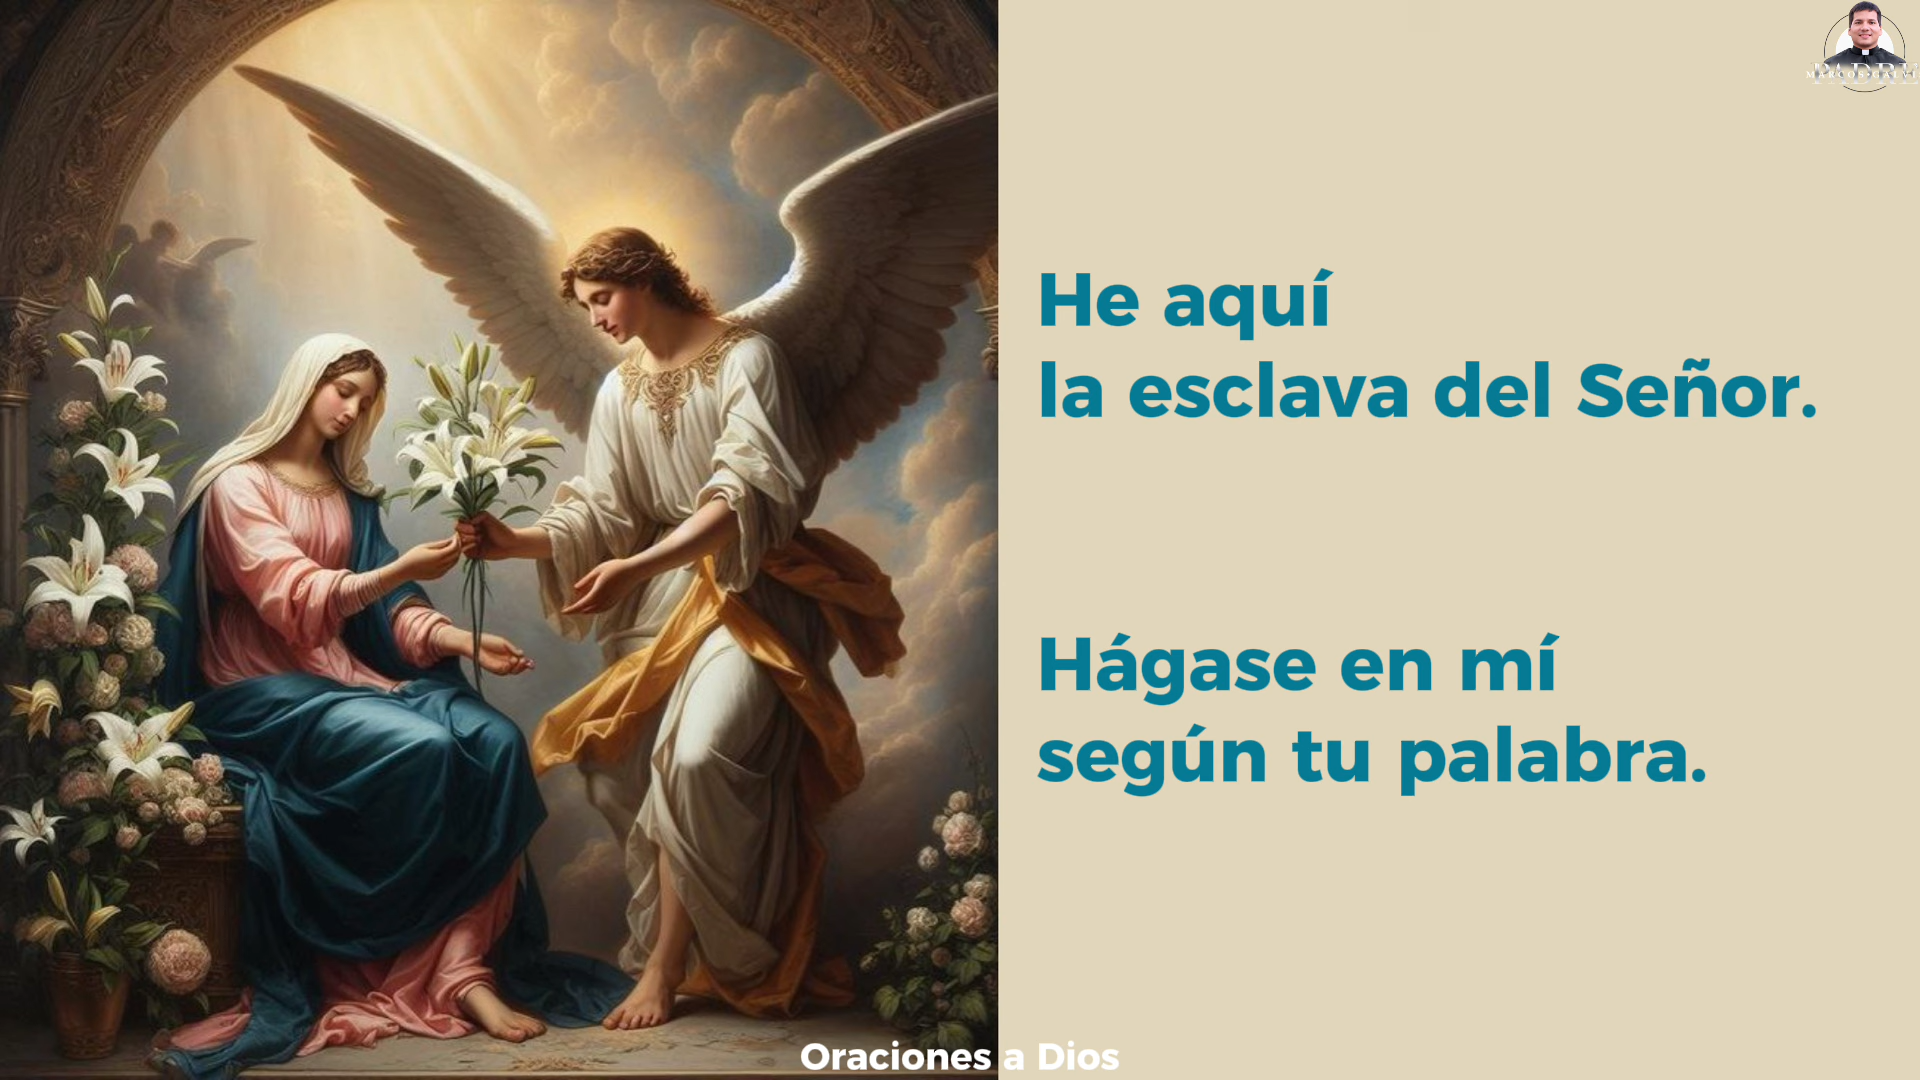 He aquí
la esclava del Señor.
Hágase en mí
según tu palabra.
Oraciones a Dios